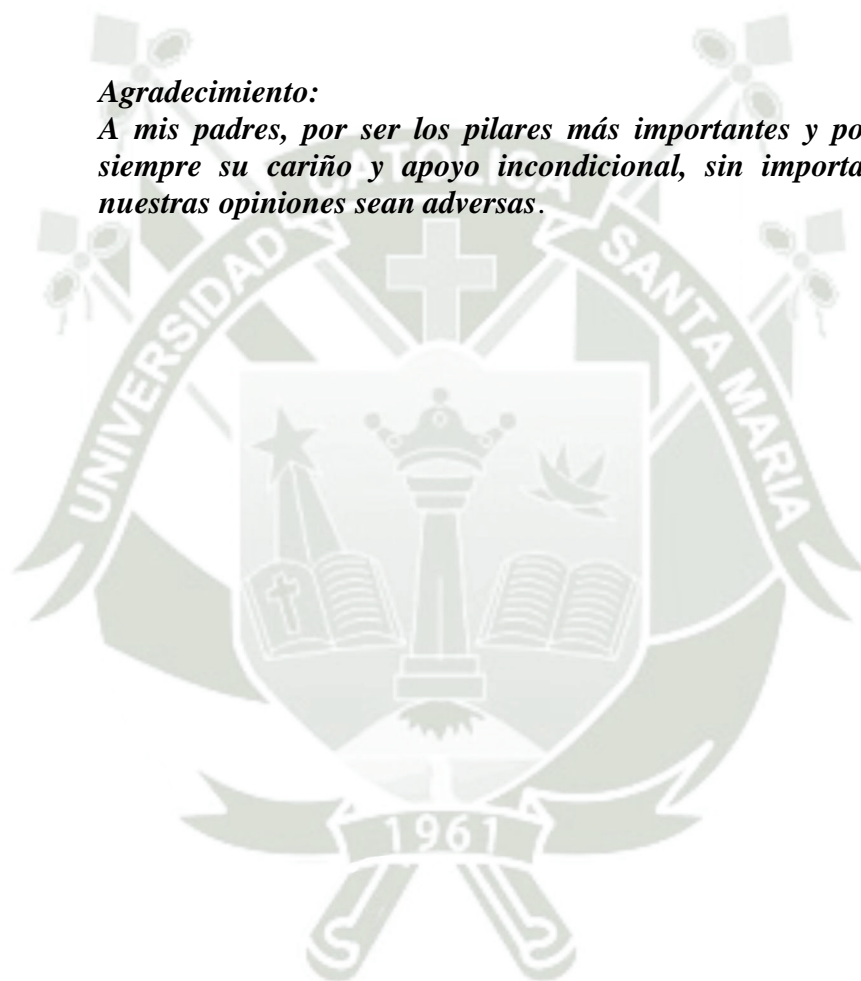 Agradecimiento:
A mis padres, por ser los pilares más importantes y po
siempre su cariño y apoyo incondicional, sin importa
nuestras opiniones sean adversas.
UNIVERSIDAD CATOLICA SANTA MARIA
1961